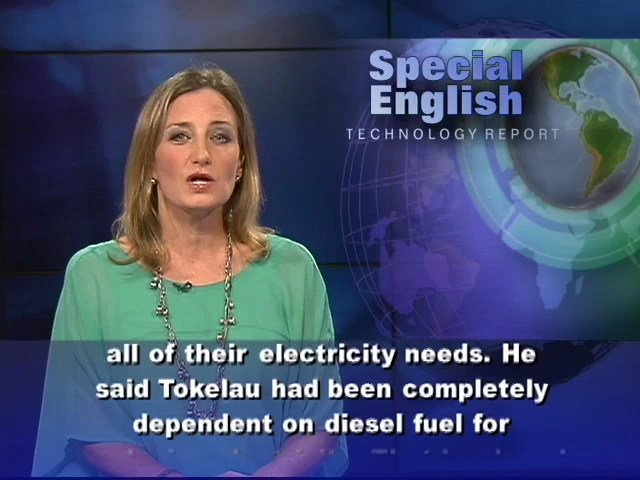 Special
English
TECHNOLOGY REPORT
all of their electricity needs. He
said Tokelau had been completely
dependent on diesel fuel for